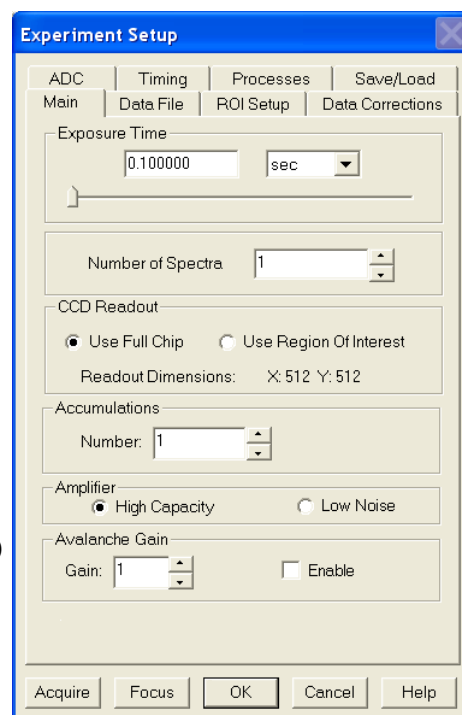 Experiment Setup
ADC Timing Processes Save/Load
Main Data File ROI Setup Data Corrections
Exposure Time
0.100000 sec
Number of Spectra 1
CCD Readout
Use Full Chip Use Region Of Interest
Readout Dimensions: X: 512 Y: 512
Accumulations
Number: 1
Amplifier
High Capacity Low Noise
)
Avalanche Gain
Gain: 1 Enable
Acquire Focus OK Cancel Help